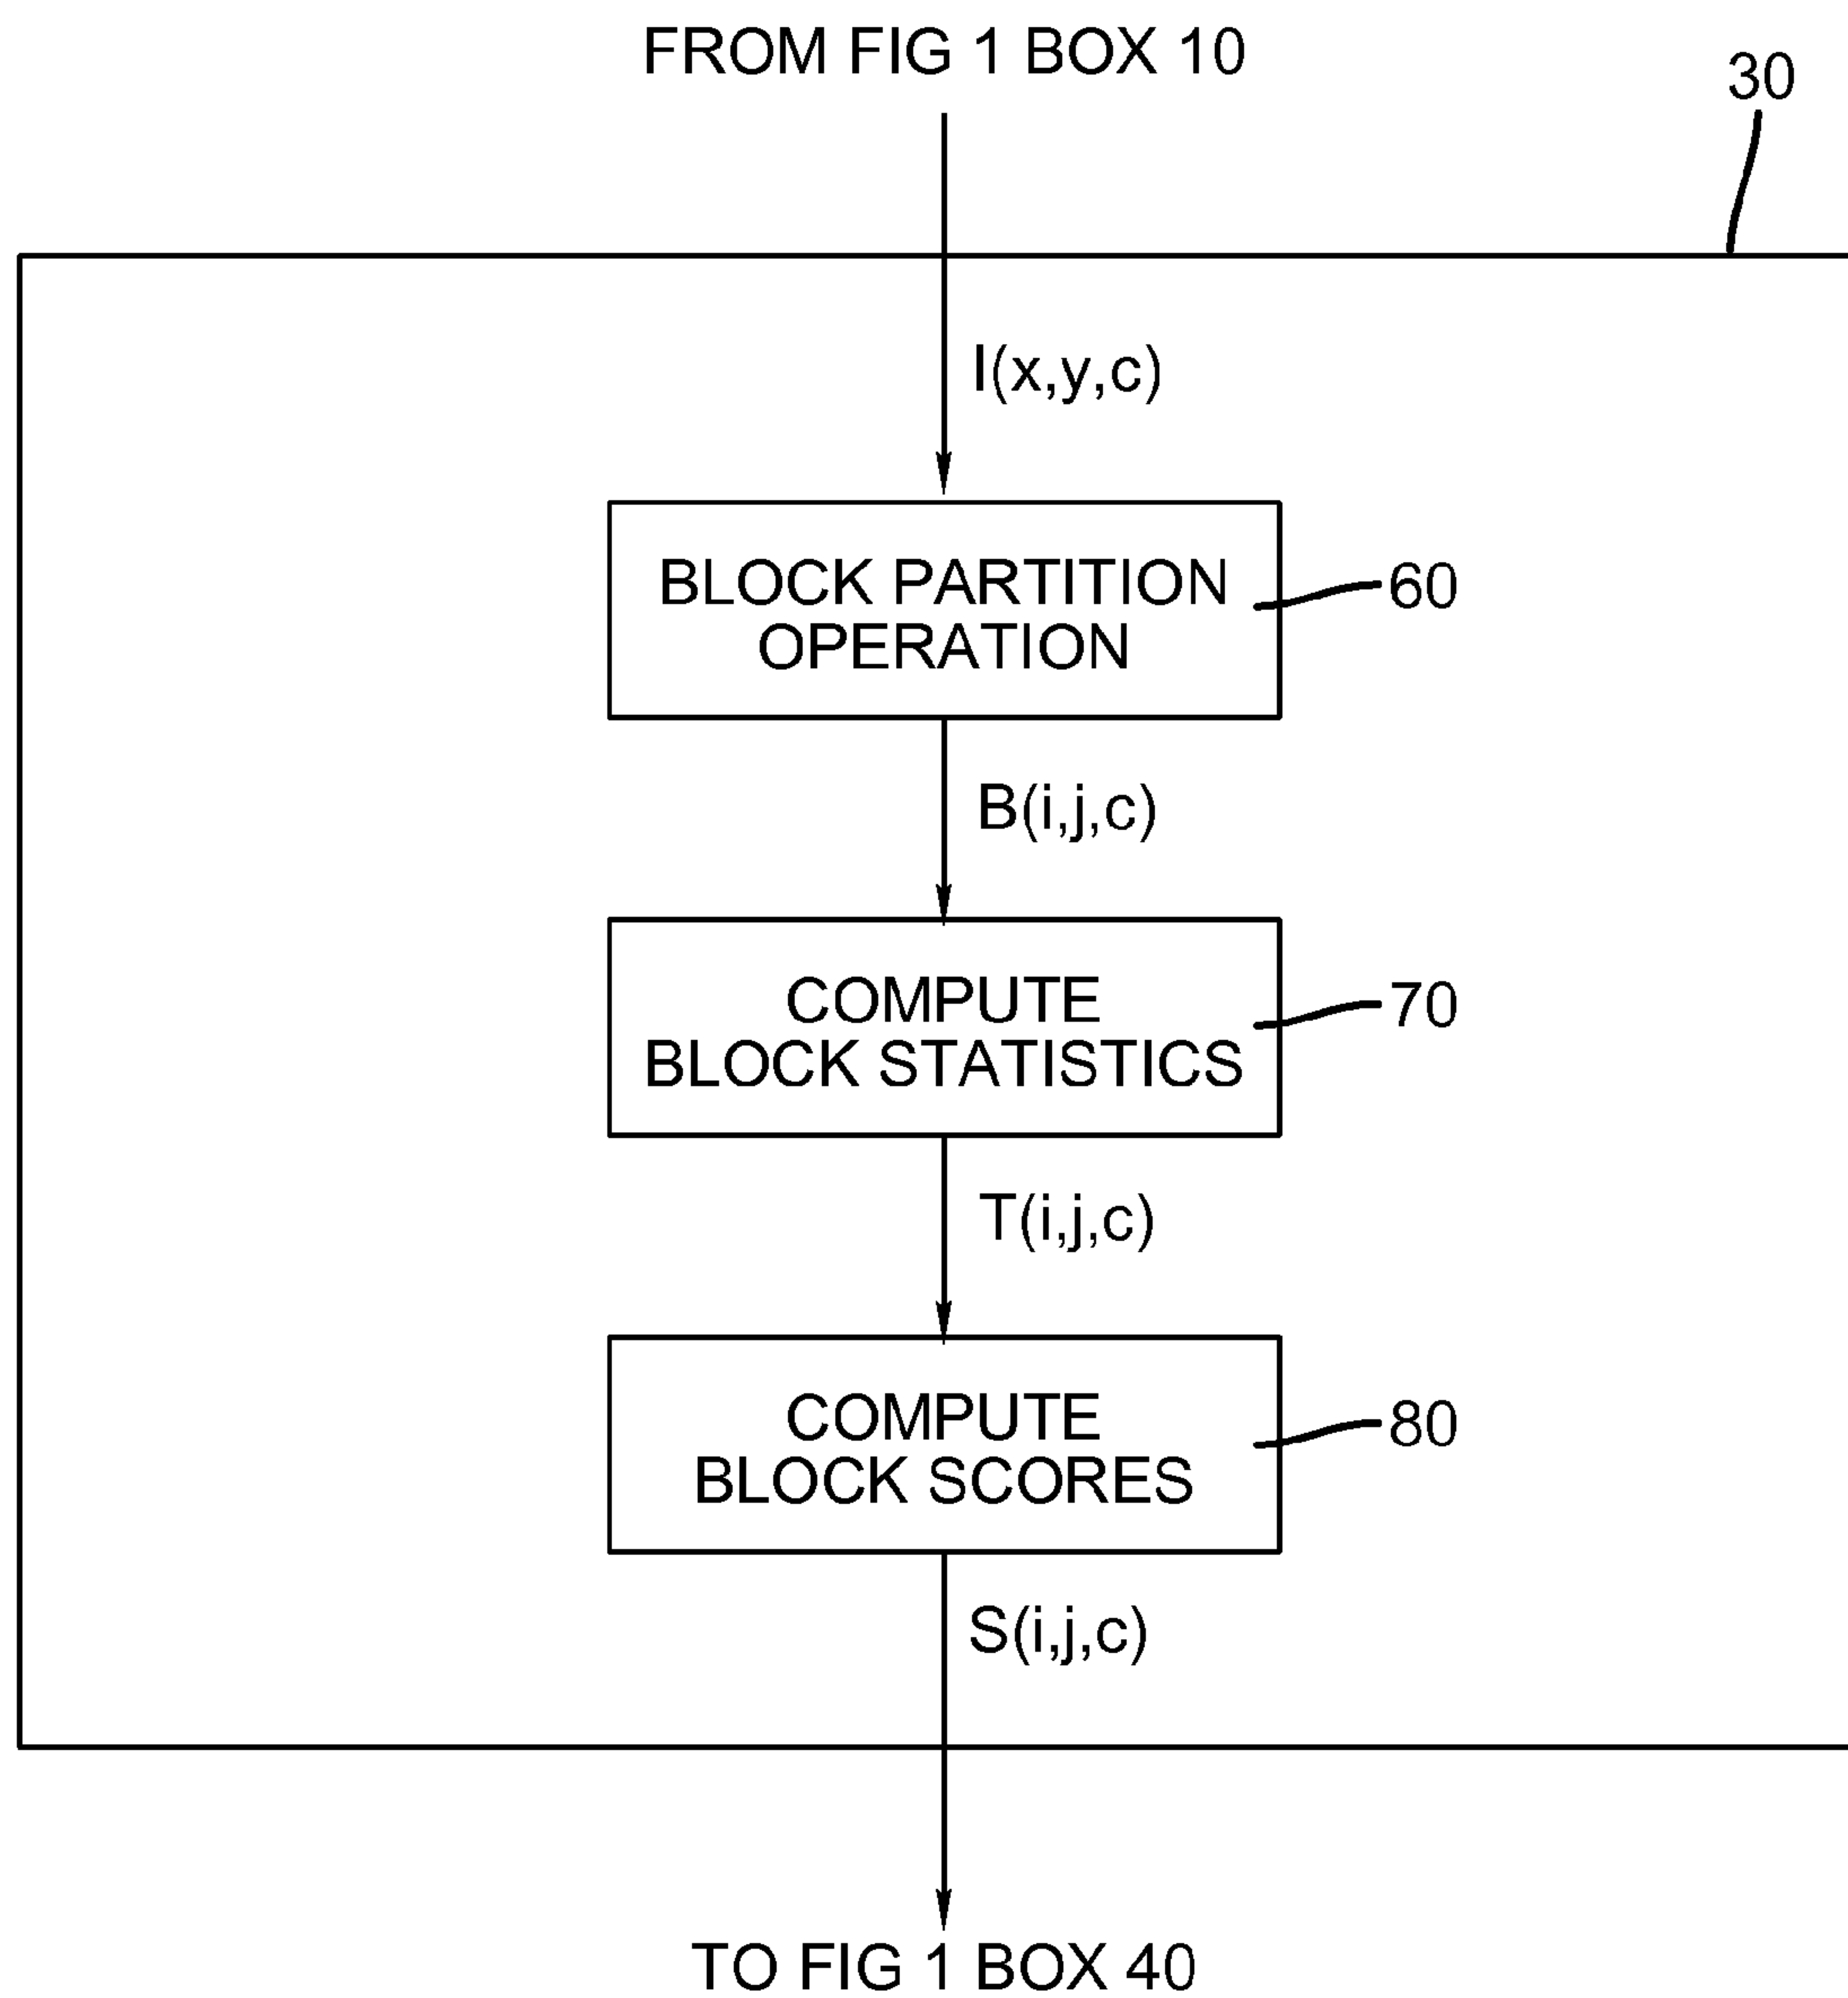 FROM FIG 1 BOX 10
30
I(x,y,c)
BLOCK PARTITION
OPERATION
60
B(i,j,c)
COMPUTE
BLOCK STATISTICS
70
T(i,j,c)
COMPUTE
BLOCK SCORES
80
S(i,j,c)
TO FIG 1 BOX 40